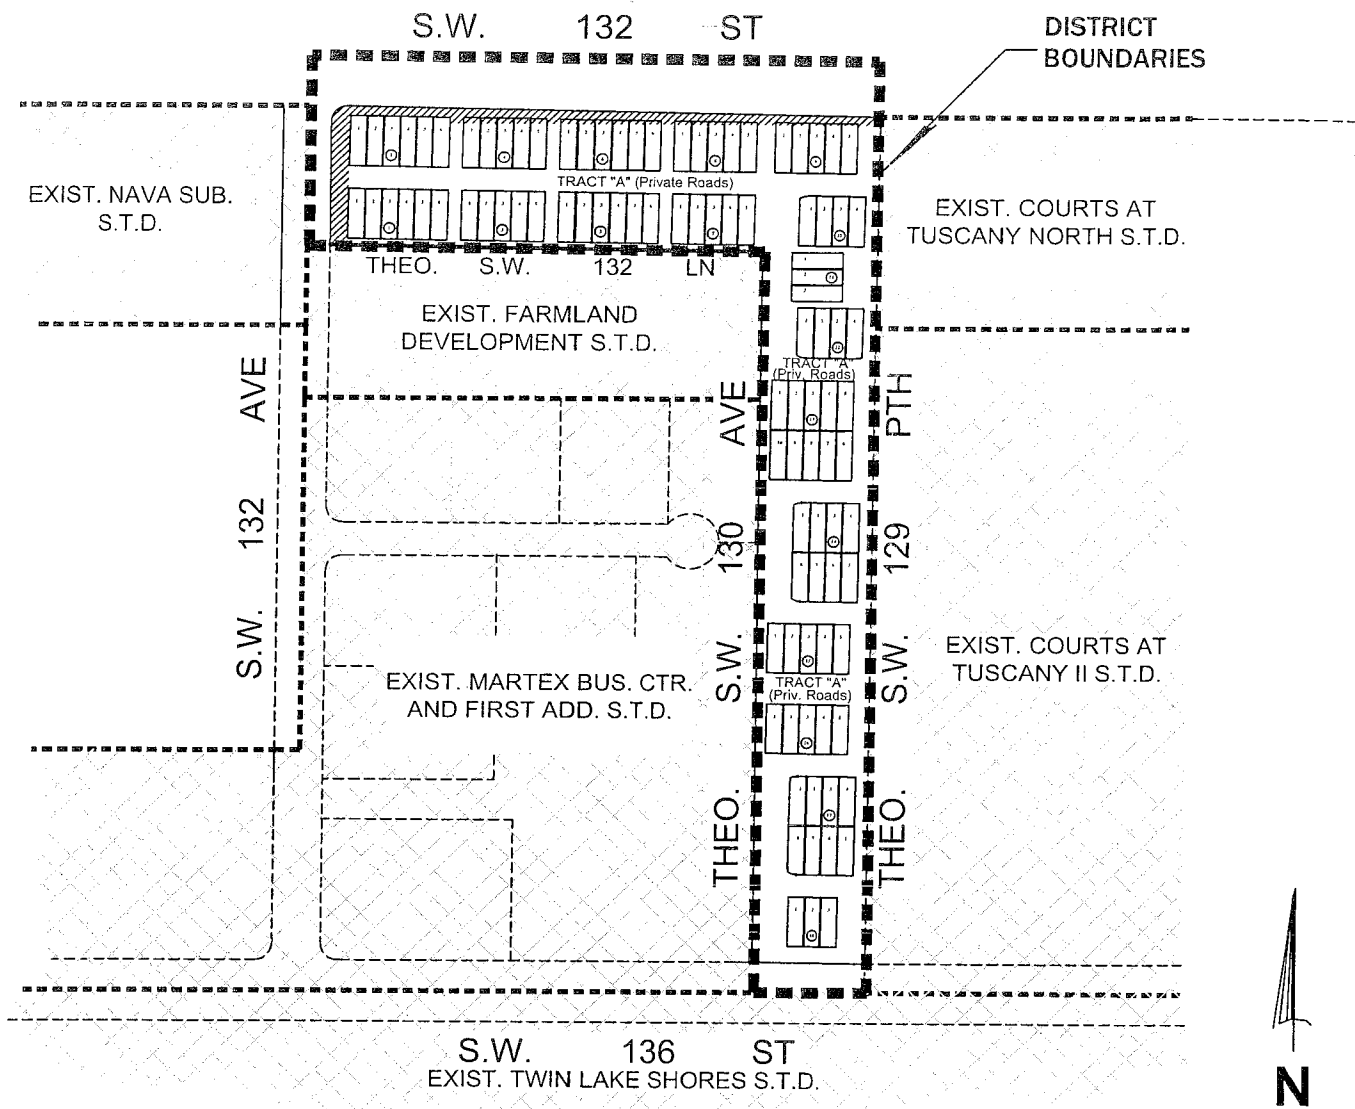 S.W. 132 ST
DISTRICT
BOUNDARIES
EXIST. NAVA SUB.
S.T.D.
TRACT "A" (Private Roads)
EXIST. COURTS AT
TUSCANY NORTH S.T.D.
THEO. S.W. 132 LN
EXIST. FARMLAND
DEVELOPMENT S.T.D.
TRACT "A"
(Priv. Roads)
S.W. 132 AVE
THEO. S.W. 130 AVE
THEO. S.W. 129 PTH
EXIST. MARTEX BUS. CTR.
AND FIRST ADD. S.T.D.
TRACT "A"
(Priv. Roads)
EXIST. COURTS AT
TUSCANY II S.T.D.
S.W. 136 ST
EXIST. TWIN LAKE SHORES S.T.D.
N